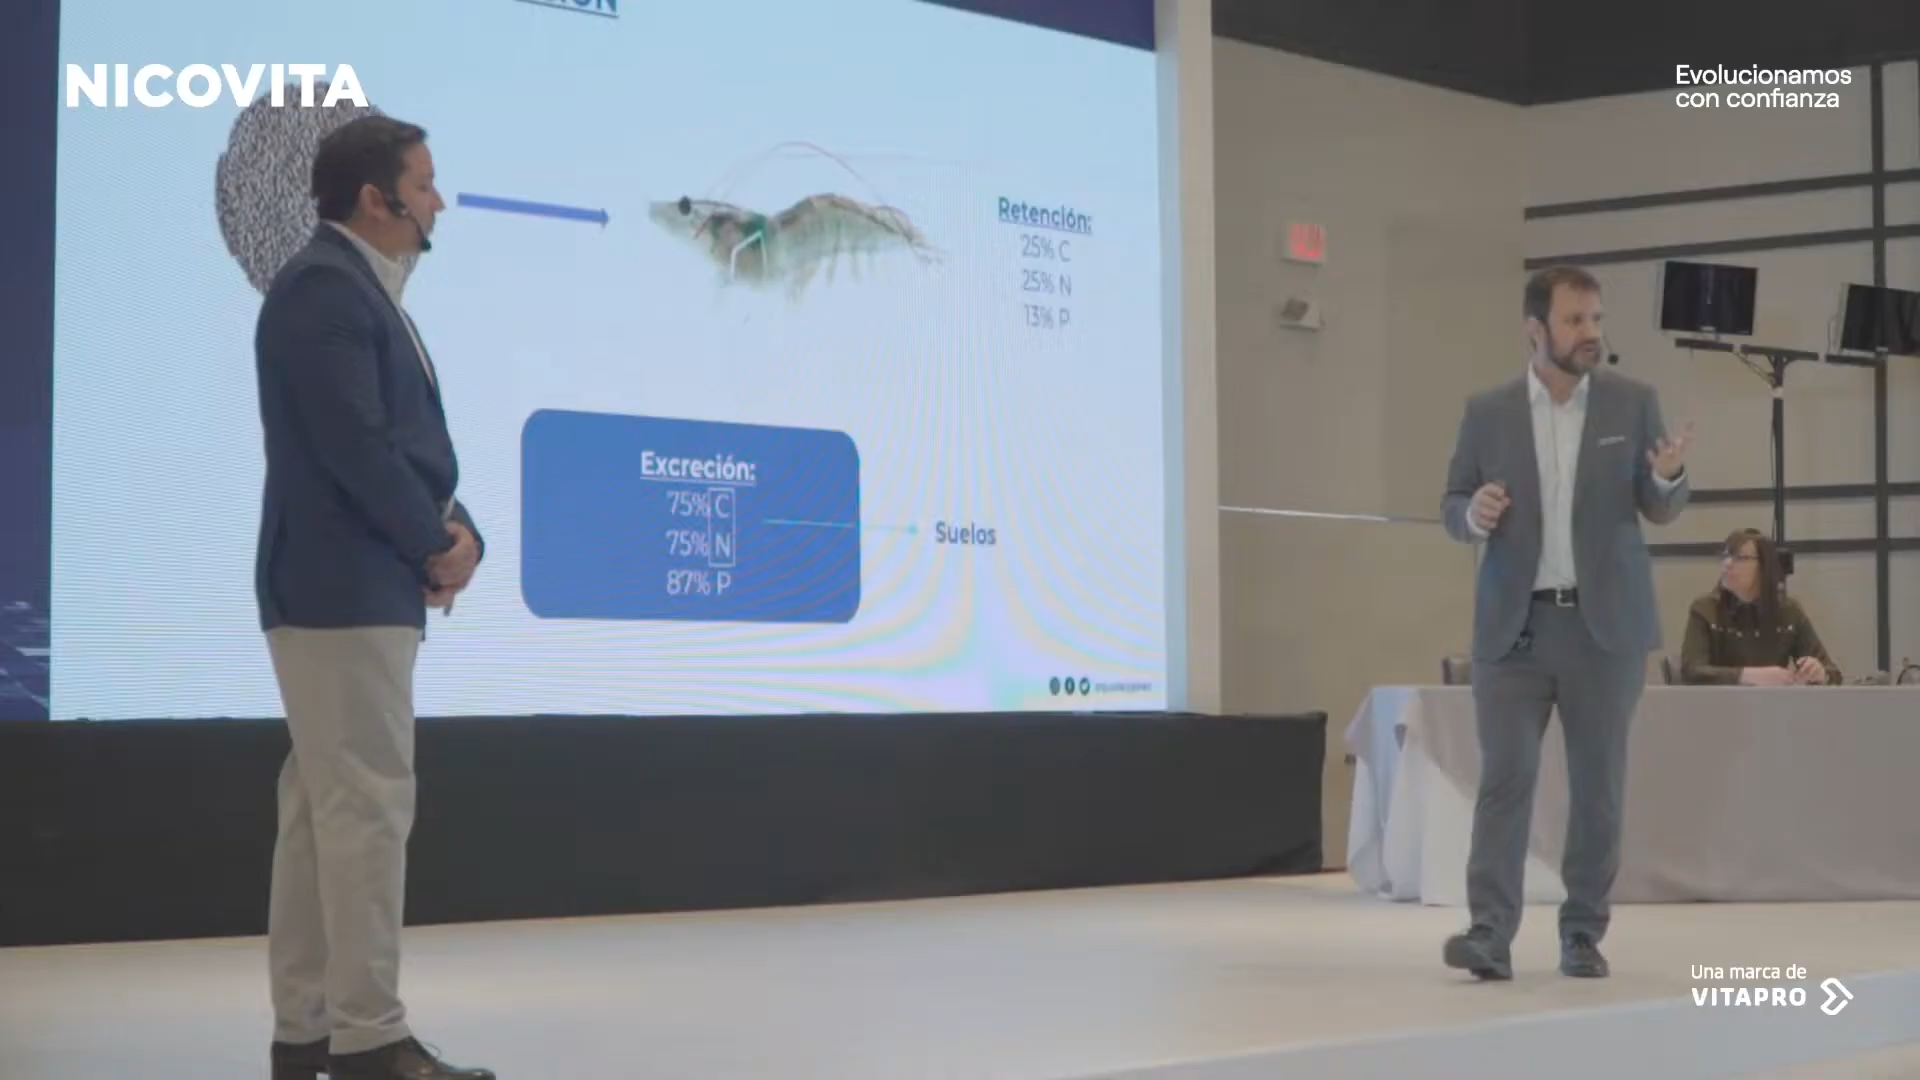 NICOVITA
Evolucionamos
con confianza
Retención:
25% C
25% N
13% P
Excreción:
75% C
75% N
87% P
Suelos
Una marca de
VITAPRO